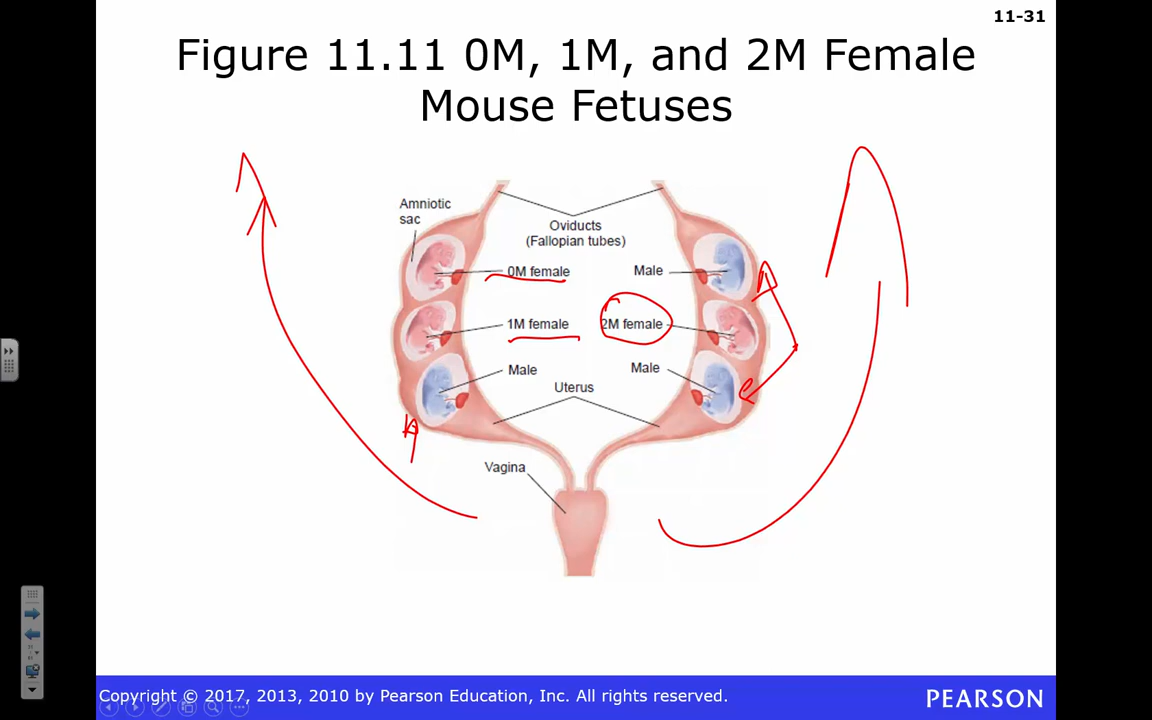 11-31
Figure 11.11 0M, 1M, and 2M Female
Mouse Fetuses
Amniotic
sac
Oviducts
(Fallopian tubes)
0M female
Male
1M female
2M female
Male
Male
Uterus
Vagina
Copyright © 2017, 2013, 2010 by Pearson Education, Inc. All rights reserved.
PEARSON